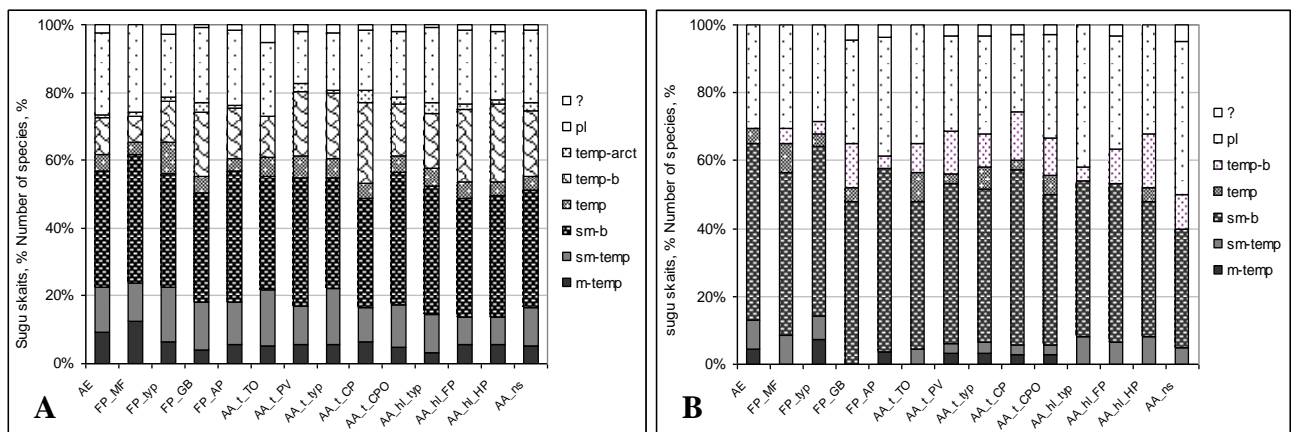 Sugu skaits, % Number of species, %
100%
80%
60%
40%
20%
0%
AE
FP_MF
FP_typ
FP_GB
FP_AP
AA_t_TO
AA_t_PV
AA_t_typ
AA_t_CP
AA_t_CPO
AA_hl_typ
AA_hl_FP
AA_hl_HP
AA_ns
?
pl
temp-arct
temp-b
temp
sm-b
sm-temp
m-temp
A
sugu skaits, % Number of species, %
100%
80%
60%
40%
20%
0%
AE
FP_MF
FP_typ
FP_GB
FP_AP
AA_t_TO
AA_t_PV
AA_t_typ
AA_t_CP
AA_t_CPO
AA_hl_typ
AA_hl_FP
AA_hl_HP
AA_ns
?
pl
temp-b
temp
sm-b
sm-temp
m-temp
B